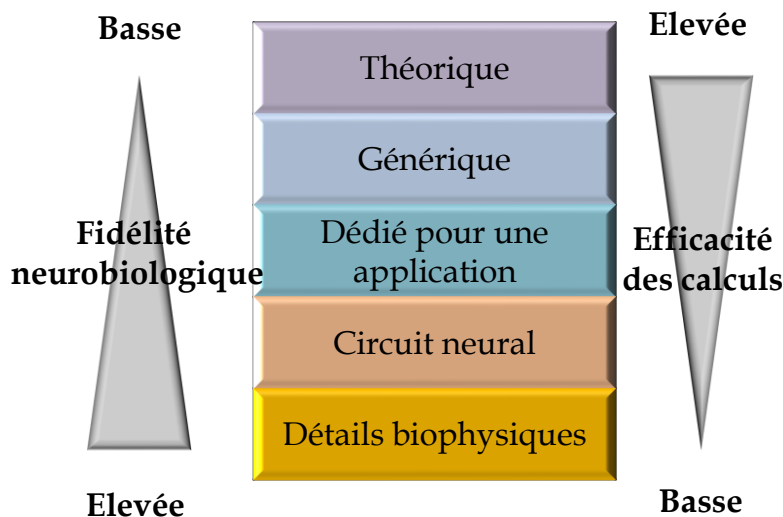 Basse
Elevée
Théorique
Générique
Fidélité
neurobiologique
Dédié pour une
application
Efficacité
des calculs
Circuit neural
Détails biophysiques
Elevée
Basse